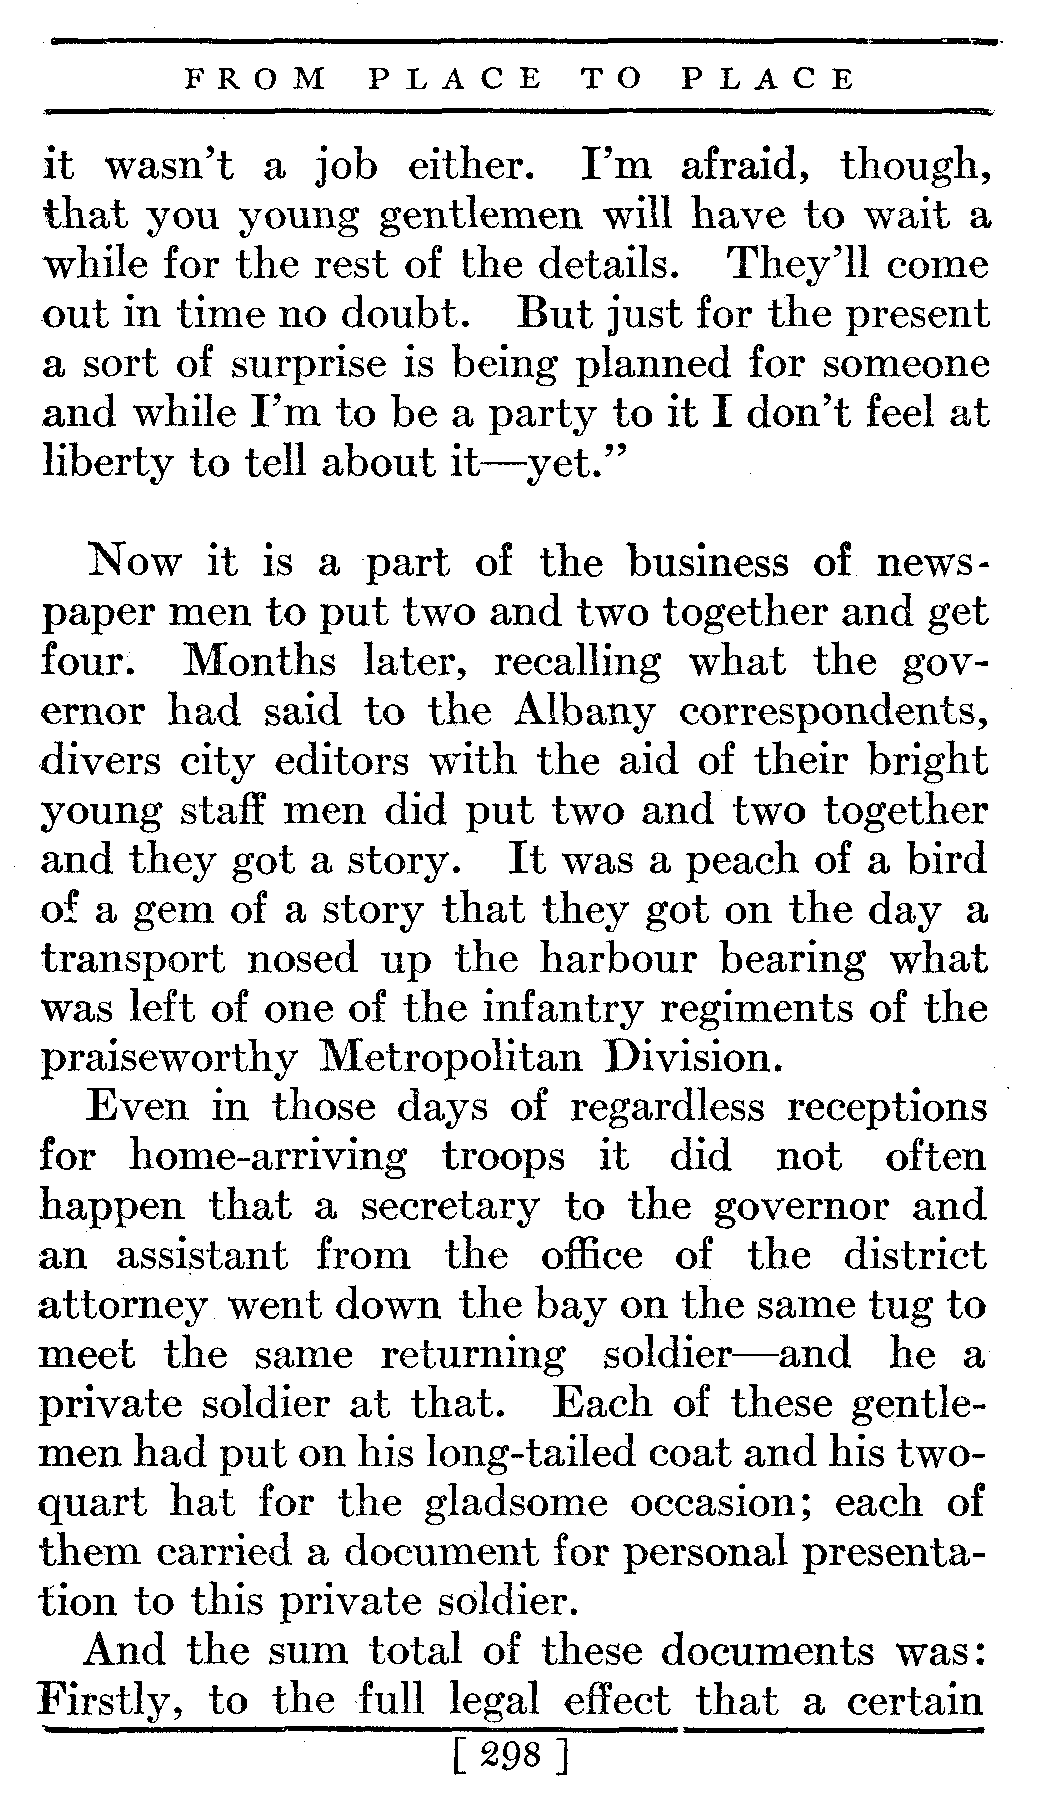 FROM PLACE TO PLACE
it wasn't a job either. I'm afraid, though,
that you young gentlemen will have to wait a
while for the rest of the details. They'll come
out in time no doubt. But just for the present
a sort of surprise is being planned for someone
and while I'm to be a party to it I don't feel at
liberty to tell about it—yet."
Now it is a part of the business of news-
paper men to put two and two together and get
four. Months later, recalling what the gov-
ernor had said to the Albany correspondents,
divers city editors with the aid of their bright
young staff men did put two and two together
and they got a story. It was a peach of a bird
of a gem of a story that they got on the day a
transport nosed up the harbour bearing what
was left of one of the infantry regiments of the
praiseworthy Metropolitan Division.
Even in those days of regardless receptions
for home-arriving troops it did not often
happen that a secretary to the governor and
an assistant from the office of the district
attorney went down the bay on the same tug to
meet the same returning soldier—and he a
private soldier at that. Each of these gentle-
men had put on his long-tailed coat and his two-
quart hat for the gladsome occasion; each of
them carried a document for personal presenta-
tion to this private soldier.
And the sum total of these documents was:
Firstly, to the full legal effect that a certain
[ 298 ]